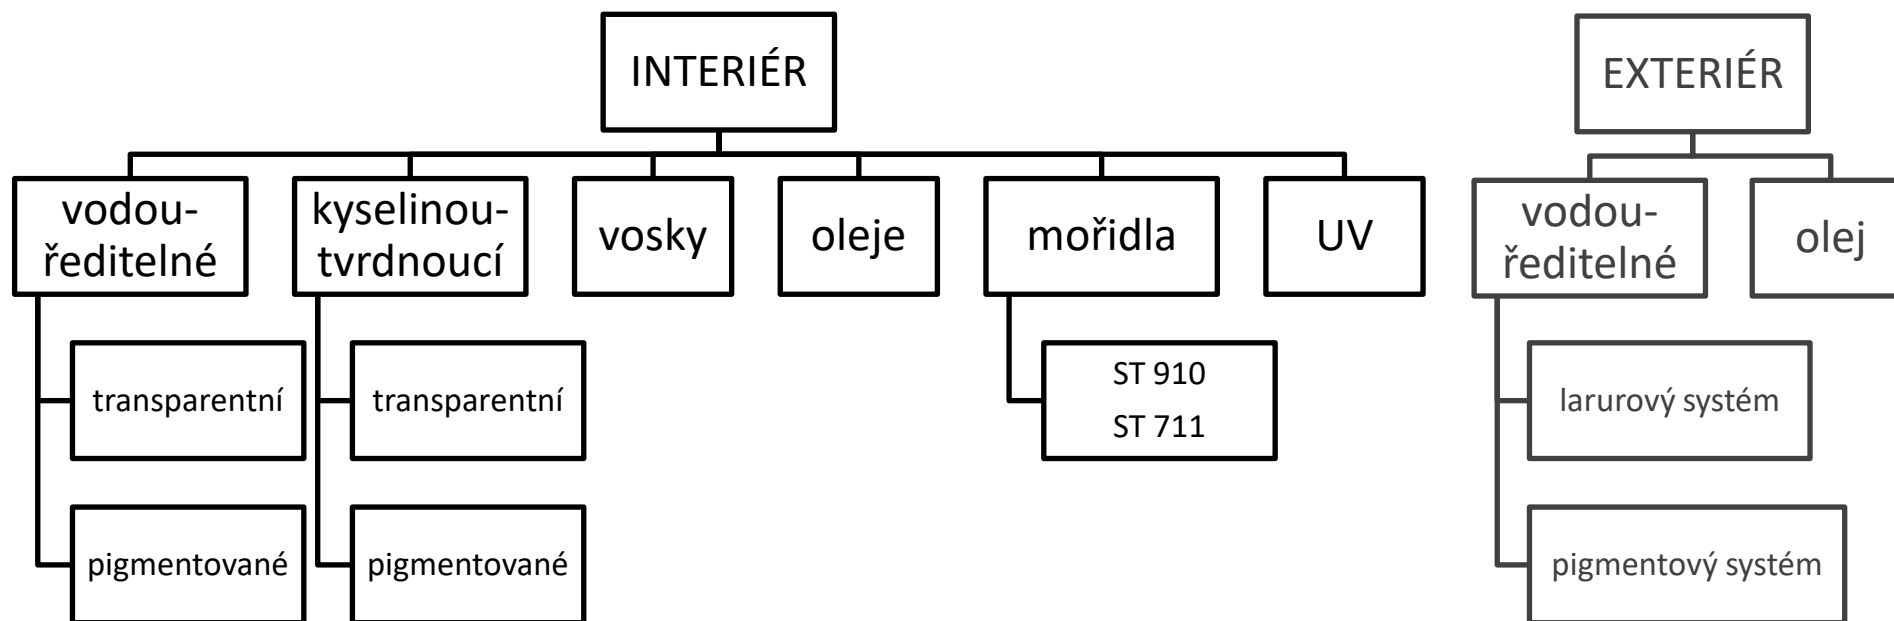 INTERIÉR
EXTERIÉR
vodou-
ředitelné
kyselinou-
tvrdnoucí
vosky
oleje
mořidla
UV
vodou-
ředitelné
olej
transparentní
transparentní
ST 910
ST 711
larurový systém
pigmentované
pigmentované
pigmentový systém